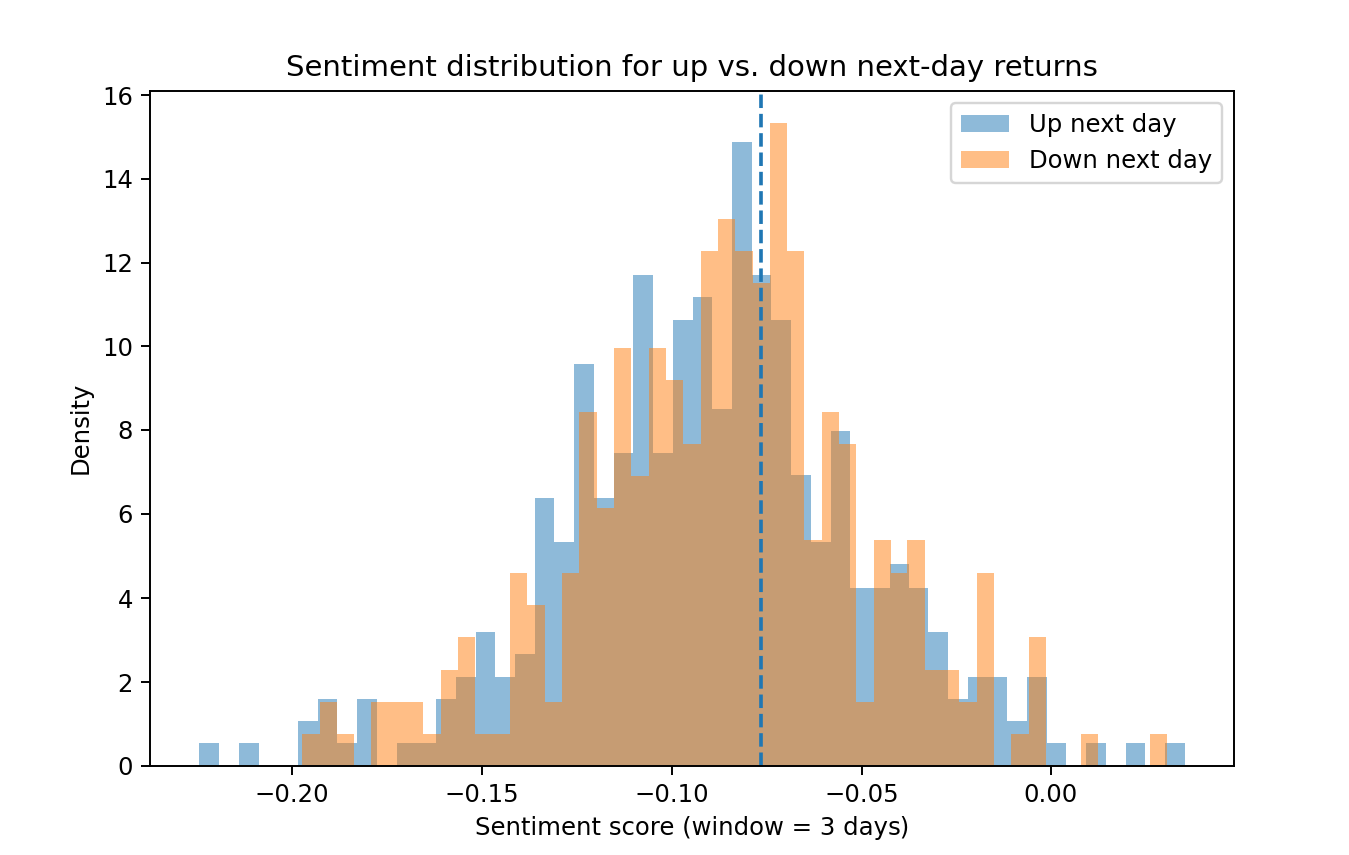 Sentiment distribution for up vs. down next-day returns
Up next day
Down next day
Density
16
14
12
10
8
6
4
2
0
−0.20
−0.15
−0.10
−0.05
0.00
Sentiment score (window = 3 days)